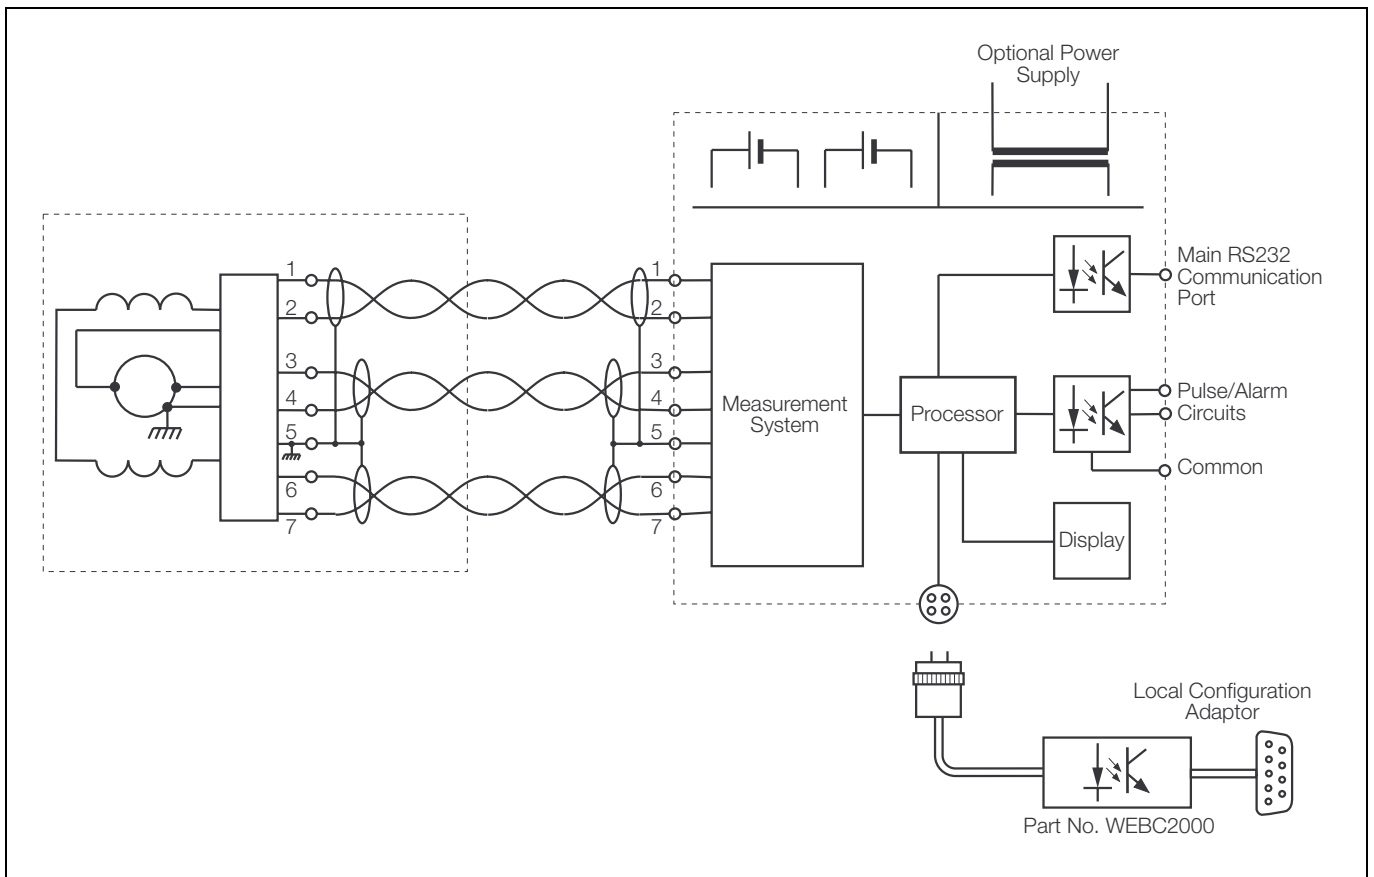 Optional Power
Supply
1
2
3
4
5
6
7
1
2
3
4
5
6
7
Measurement
System
Processor
Main RS232
Communication
Port
Pulse/Alarm
Circuits
Common
Display
Local Configuration
Adaptor
Part No. WEBC2000